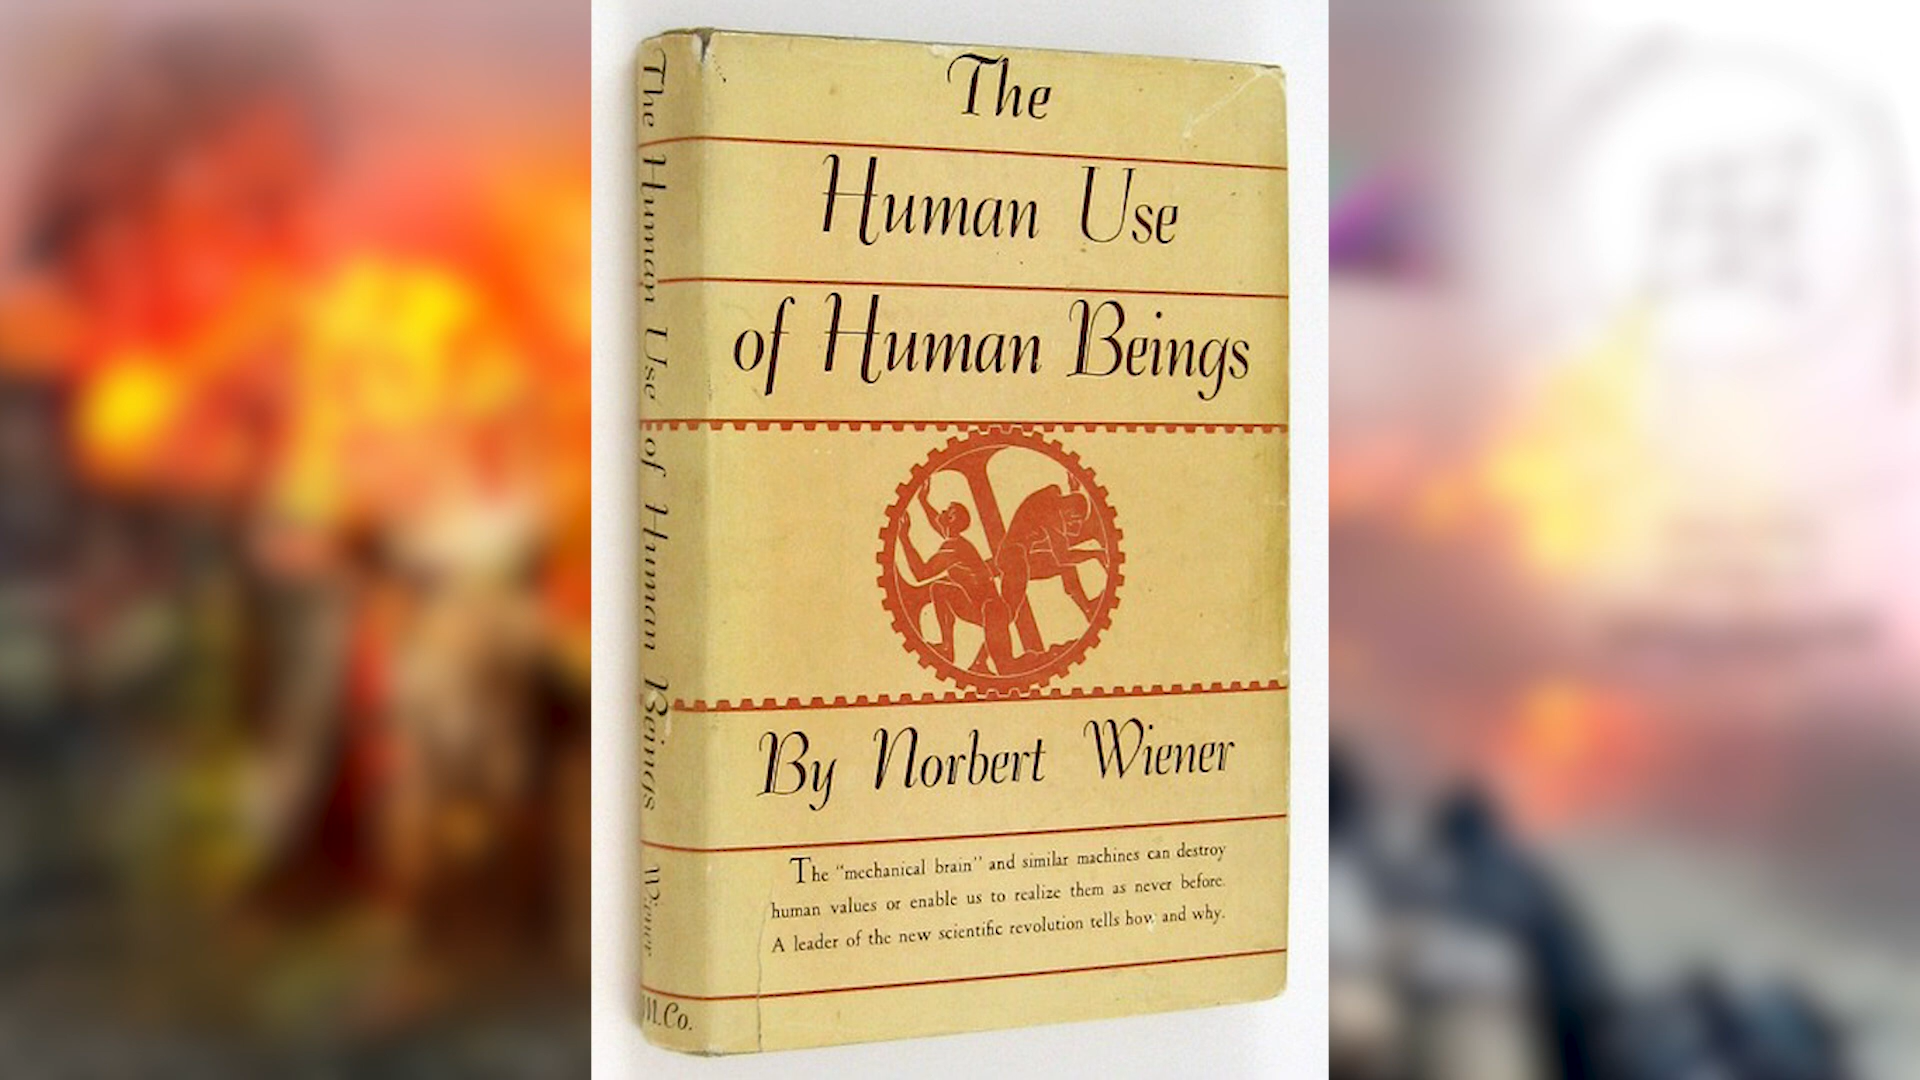 The
Human Use
of Human Beings
By Norbert Wiener
The "mechanical brain" and similar machines can destroy
human values or enable us to realize them as never before.
A leader of the new scientific revolution tells how and why.
The Human Use of Human Beings Wiener
H.M.Co.